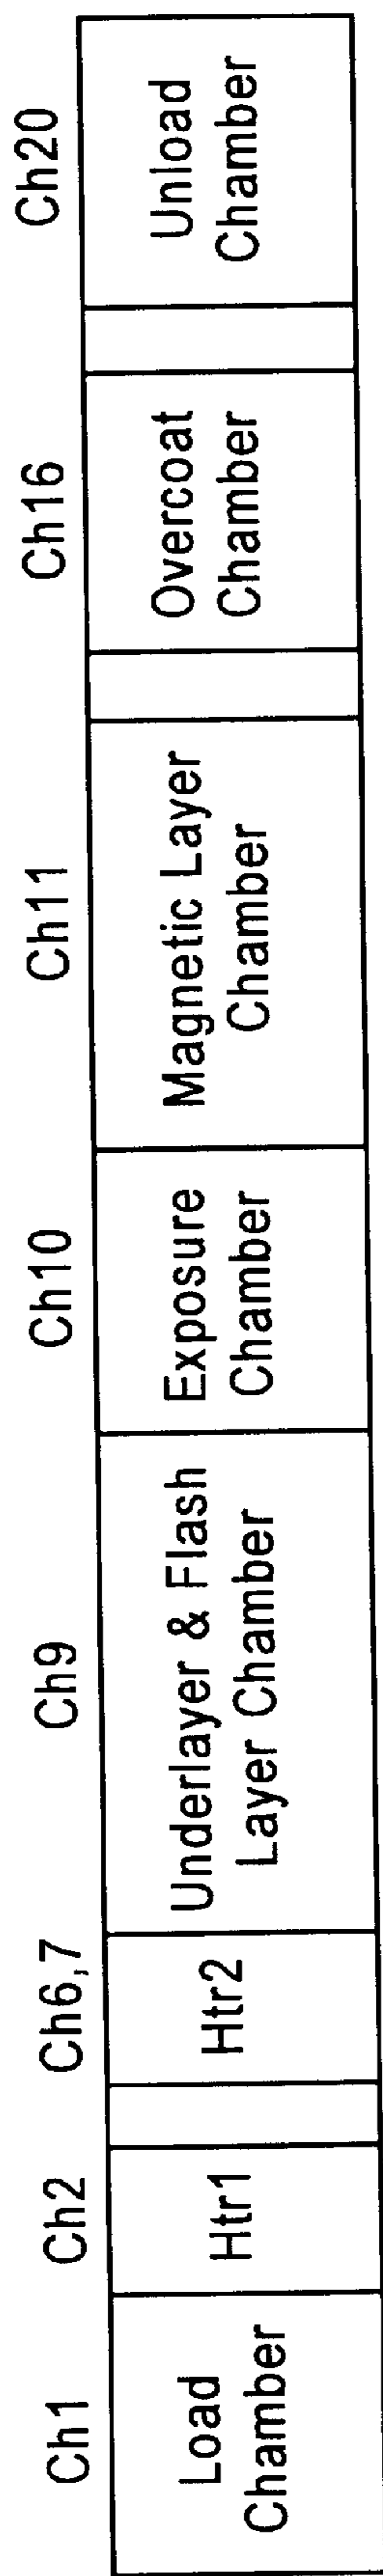 Ch1
Load
Chamber
Ch2
Htr1
Ch6,7
Htr2
Ch9
Underlayer & Flash
Layer Chamber
Ch10
Exposure
Chamber
Ch11
Magnetic Layer
Chamber
Ch16
Overcoat
Chamber
Ch20
Unload
Chamber